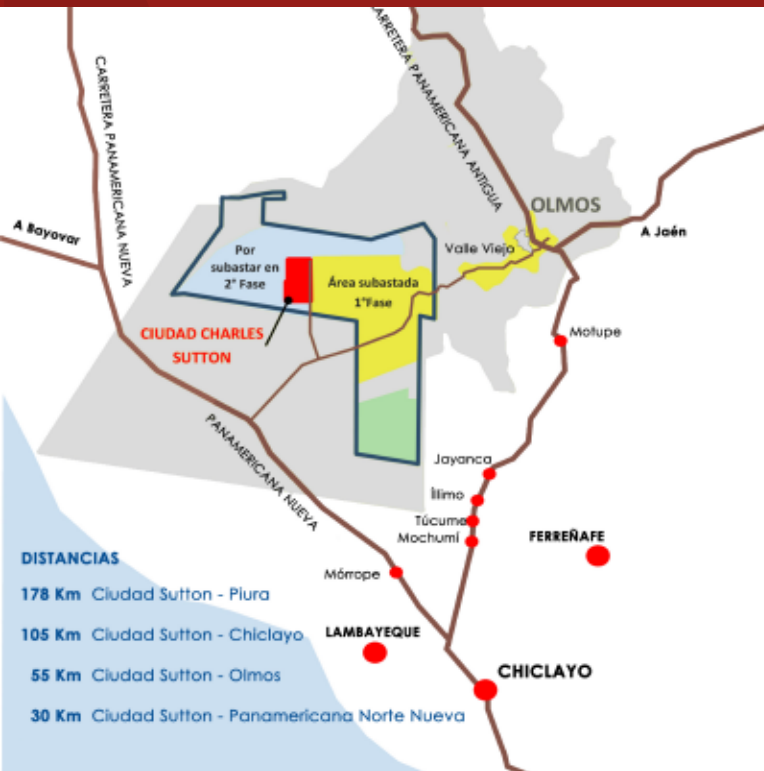 CARRETERA PANAMERICANA NUEVA
CARRETERA PANAMERICANA ANTIGUA
OLMOS
A Bayovar
Valle Viejo
A Jaén
Por
subastar en
2° Fase
Área subastada
1°Fase
CIUDAD CHARLES
SUTTON
Motupe
PANAMERICANA NUEVA
Jayanca
Íllimo
Túcume
Mochumí
FERREÑAFE
DISTANCIAS
Mórrope
178 Km Ciudad Sutton - Piura
105 Km Ciudad Sutton - Chiclayo
LAMBAYEQUE
55 Km Ciudad Sutton - Olmos
CHICLAYO
30 Km Ciudad Sutton - Panamericana Norte Nueva